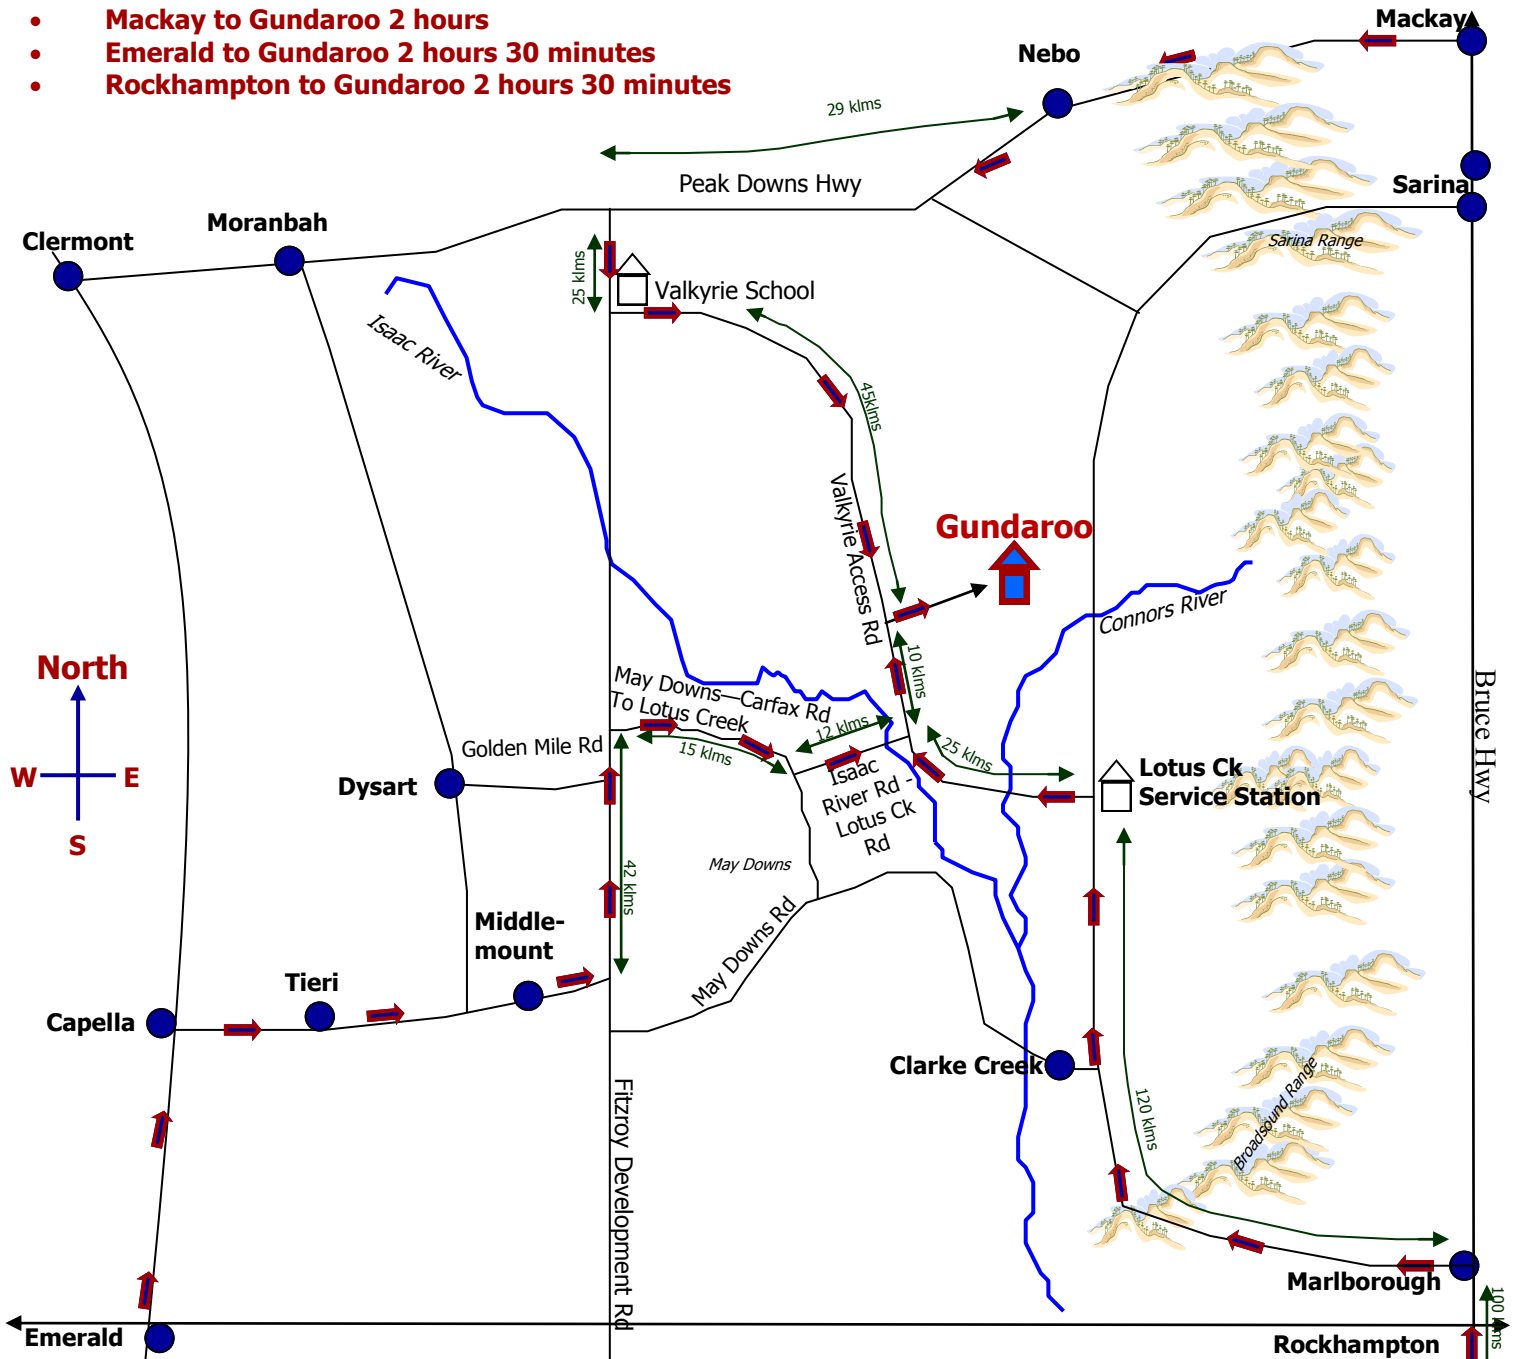 • Mackay to Gundaroo 2 hours
• Emerald to Gundaroo 2 hours 30 minutes
• Rockhampton to Gundaroo 2 hours 30 minutes
Mackay
Nebo
29 klms
Peak Downs Hwy
Sarina
Moranbah
Clermont
Sarina Range
25 klms
Valkyrie School
Isaac River
45klms
Valkyrie Access Rd
Gundaroo
Connors River
North
W
E
S
May Downs—Carfax Rd
To Lotus Creek
10 klms
Bruce Hwy
Golden Mile Rd
15 klms
12 klms
25 klms
Dysart
Isaac
River Rd -
Lotus Ck
Rd
Lotus Ck
Service Station
May Downs
42 klms
Middle-
mount
May Downs Rd
Tieri
Capella
Clarke Creek
Fitzroy Development Rd
120 klms
Broadsound Range
Marlborough
100 klms
Emerald
Rockhampton